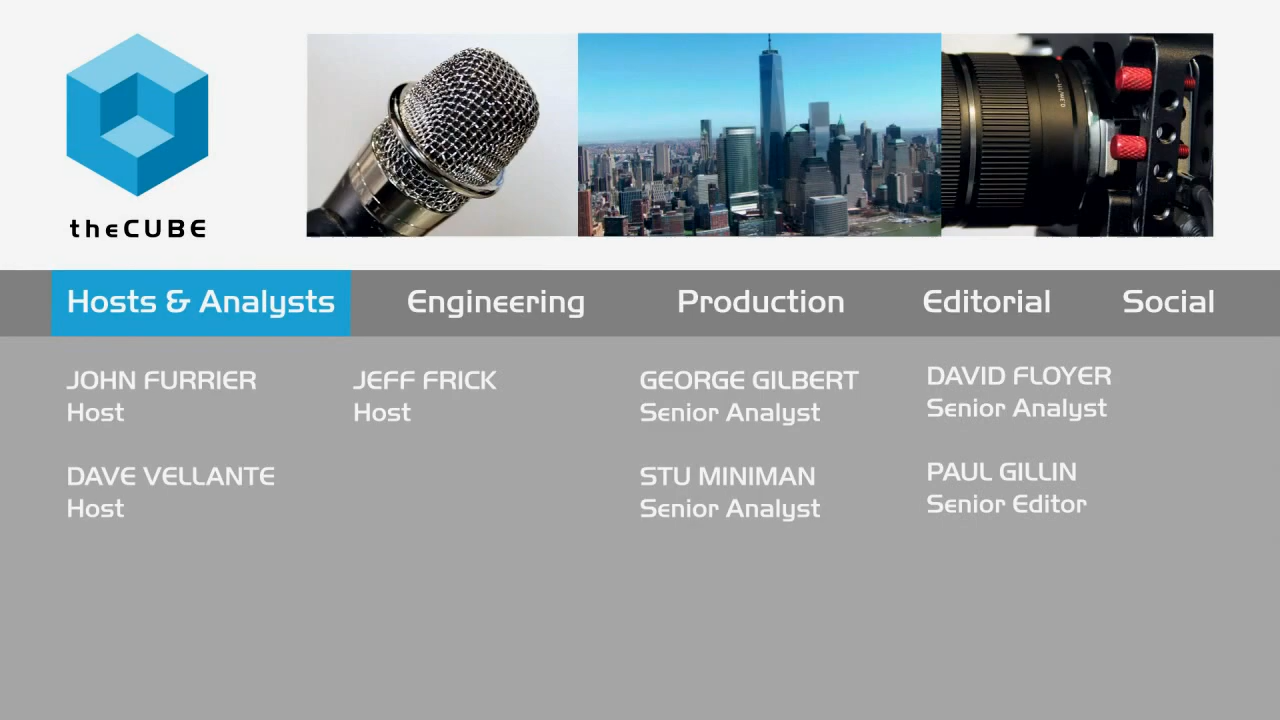 theCUBE
Hosts & Analysts
Engineering
Production
Editorial
Social
JOHN FURRIER
Host
JEFF FRICK
Host
GEORGE GILBERT
Senior Analyst
DAVID FLOYER
Senior Analyst
DAVE VELLANTE
Host
STU MINIMAN
Senior Analyst
PAUL GILLIN
Senior Editor